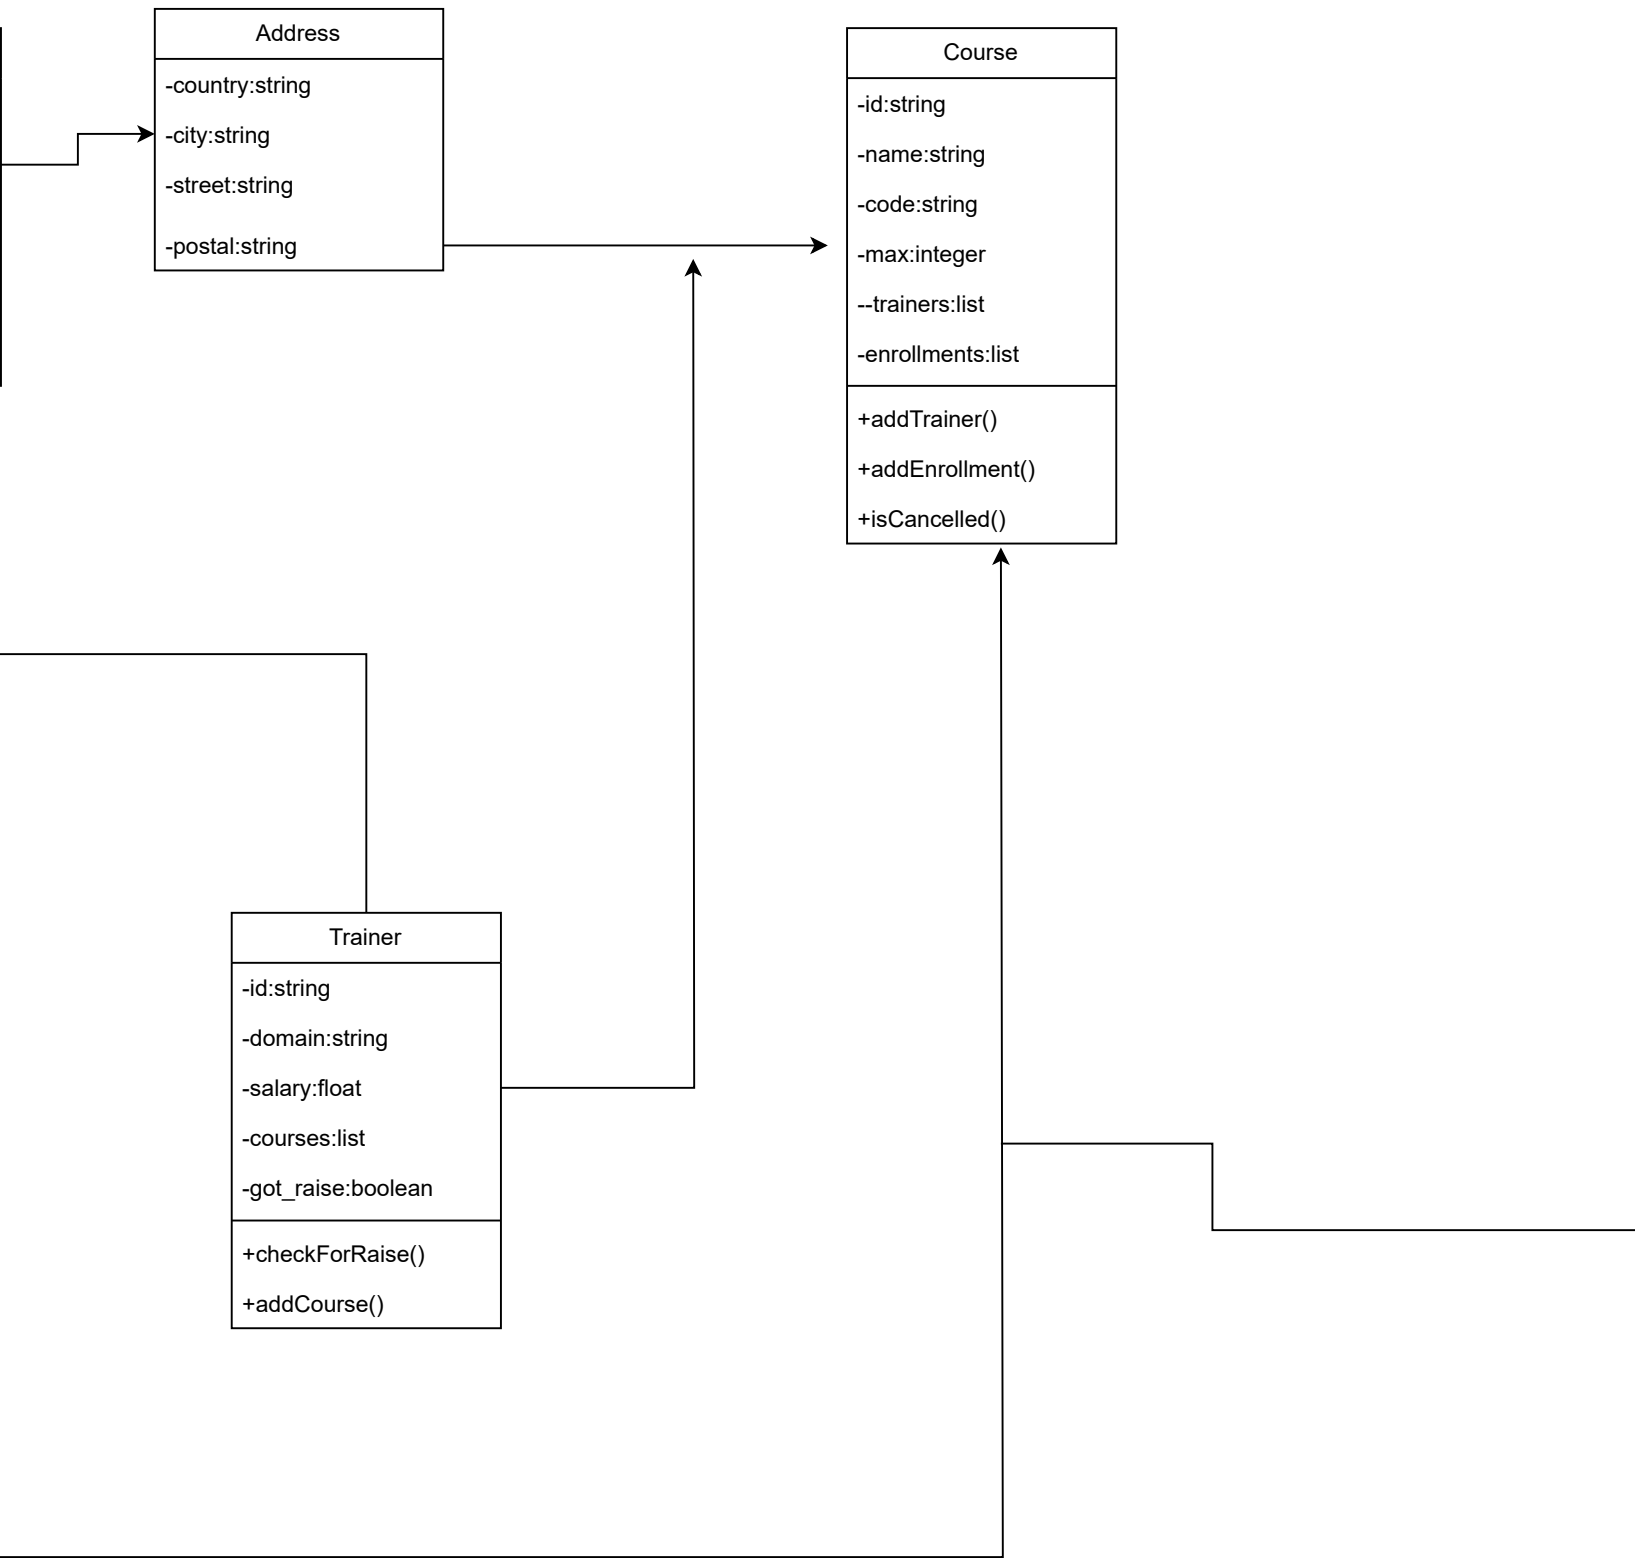 Address
-country:string
-city:string
-street:string
-postal:string
Course
-id:string
-name:string
-code:string
-max:integer
--trainers:list
-enrollments:list
+addTrainer()
+addEnrollment()
+isCancelled()
Trainer
-id:string
-domain:string
-salary:float
-courses:list
-got_raise:boolean
+checkForRaise()
+addCourse()